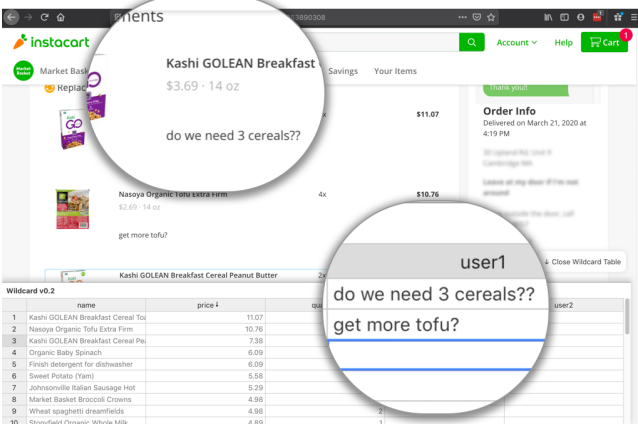 ments
3890308
instacart
Account
Help
Cart
1
Market
Basket
Market Bask
Savings
Your Items
Kashi GOLEAN Breakfast
$3.69 · 14 oz
do we need 3 cereals??
Replac
x
$11.07
Thank you!!
Order Info
Delivered on March 21, 2020 at
4:19 PM
Leave at my door if I'm not
around
Nasoya Organic Tofu Extra Firm
4x
$10.76
$2.69 · 14 oz
get more tofu?
Kashi GOLEAN Breakfast Cereal Peanut Butter
2x
↓ Close Wildcard Table
Wildcard v0.2
name
price ↓
qua
user1
user2
do we need 3 cereals??
get more tofu?
1 Kashi GOLEAN Breakfast Cereal Toa 11.07
2 Nasoya Organic Tofu Extra Firm 10.76
3 Kashi GOLEAN Breakfast Cereal Pea 7.38
4 Organic Baby Spinach 6.09
5 Finish detergent for dishwasher 6.09
6 Sweet Potato (Yam) 5.58
7 Johnsonville Italian Sausage Hot 5.29
8 Market Basket Broccoli Crowns 4.98
9 Wheat spaghetti dreamfields 4.98 2
10 Stonyfield Organic Whole Milk 4.89 1